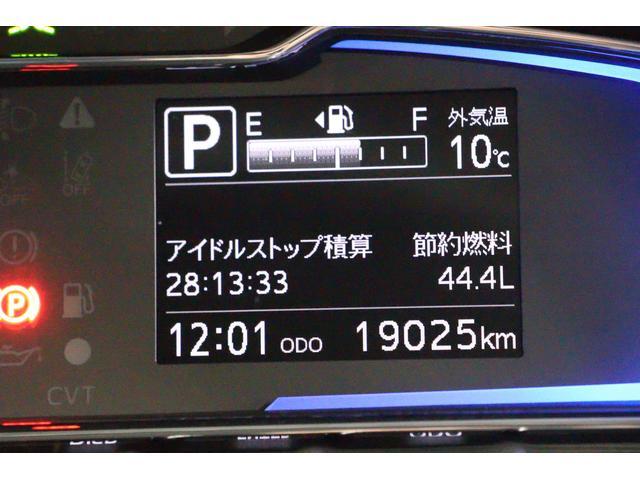 P
E F
外気温
10℃
アイドルストップ積算 節約燃料
28:13:33 44.4L
12:01 ODO 19025km
OFF
OFF
P
CVT
ODO